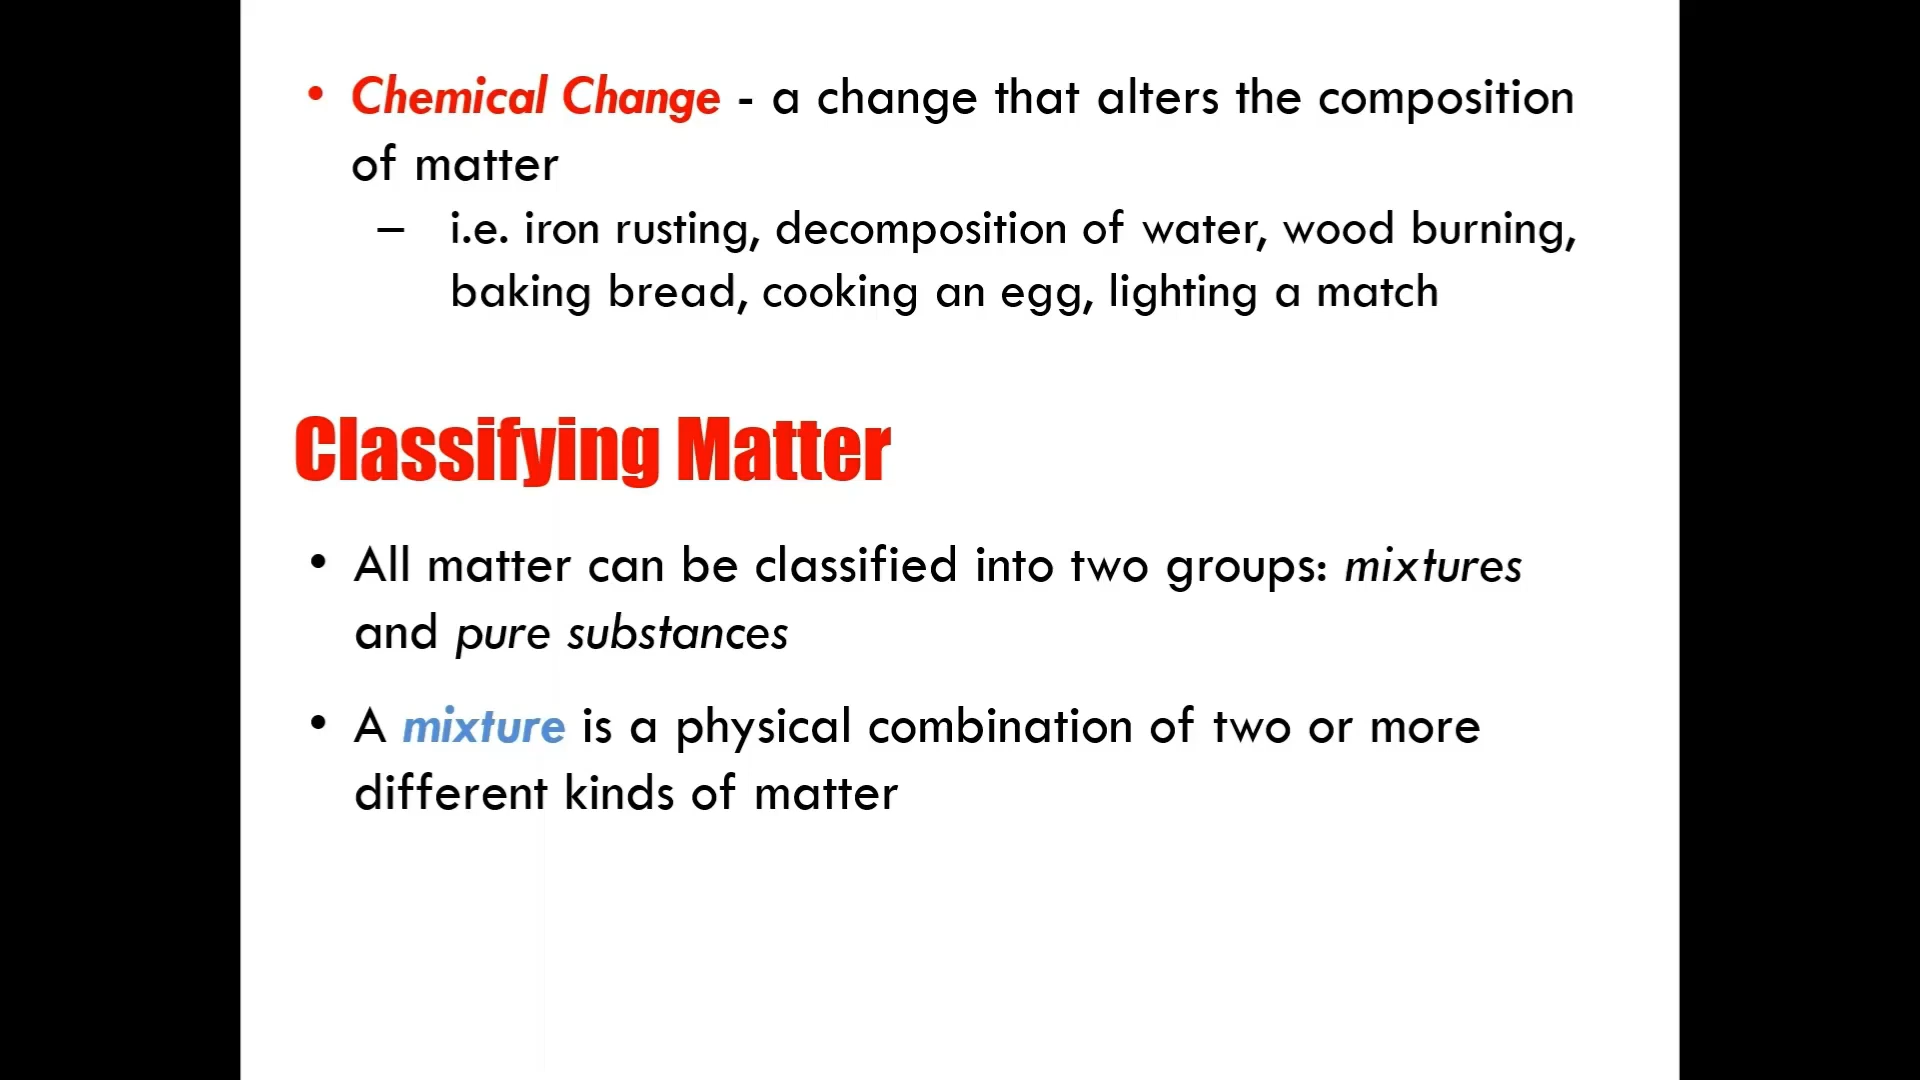 • Chemical Change - a change that alters the composition
of matter
– i.e. iron rusting, decomposition of water, wood burning,
baking bread, cooking an egg, lighting a match
Classifying Matter
• All matter can be classified into two groups: mixtures
and pure substances
• A mixture is a physical combination of two or more
different kinds of matter